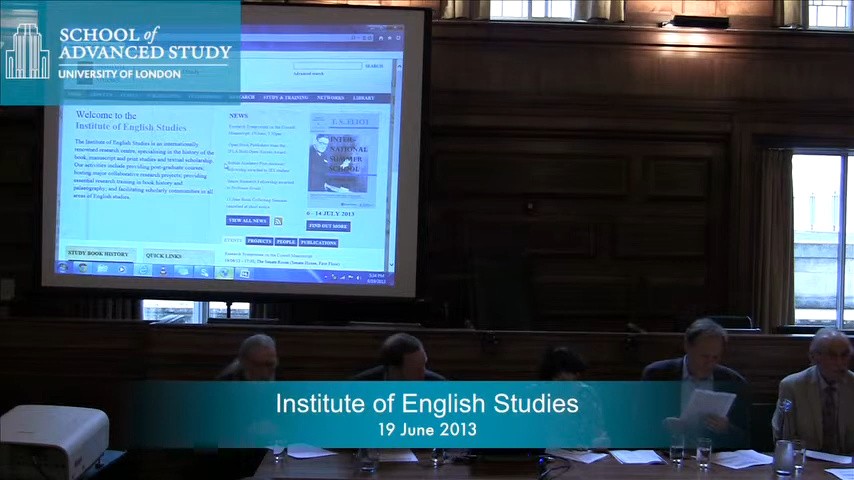 SCHOOL of
ADVANCED STUDY
UNIVERSITY OF LONDON
SEARCH
STUDY & TRAINING
NETWORKS
LIBRARY
Welcome to the
Institute of English Studies
The Institute of English Studies is an internationally
renowned research centre, specialising in the history of the
book, manuscript and print studies and textual scholarship.
Our activities include providing post-graduate courses;
hosting major collaborative research projects; providing
essential research training in book history and
palaeography; and facilitating scholarly communities in all
areas of English studies.
NEWS
T. S. ELIOT
INTER-
NATIONAL
SUMMER
SCHOOL
6 - 14 JULY 2013
VIEW ALL NEWS
FIND OUT MORE
EVENTS
PROJECTS
PEOPLE
PUBLICATIONS
STUDY BOOK HISTORY
QUICK LINKS
Institute of English Studies
19 June 2013